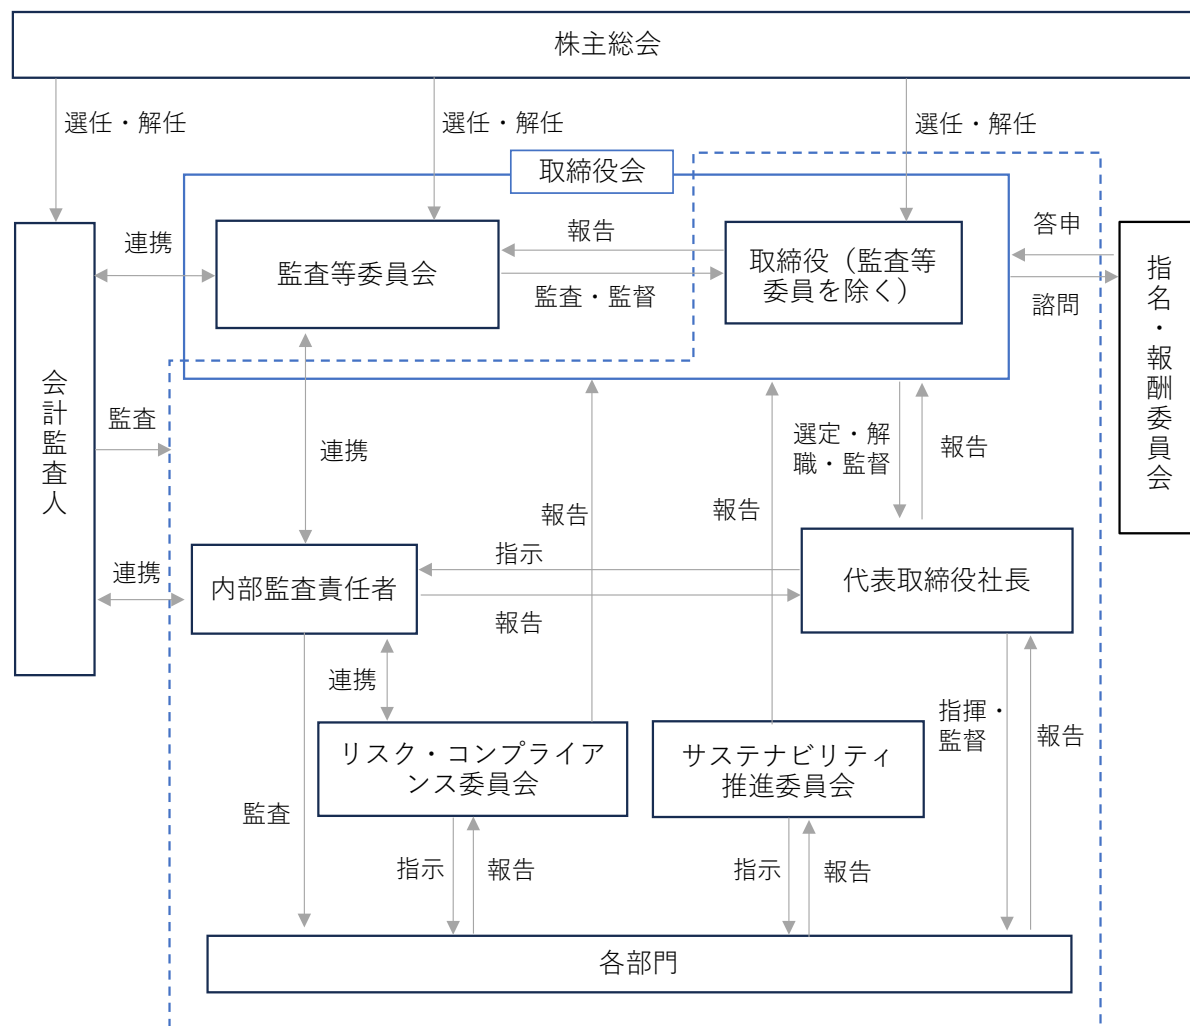 株主総会
選任・解任
選任・解任
選任・解任
取締役会
連携
監査等委員会
報告
監査・監督
取締役（監査等
委員を除く）
答申
諮問
指名・報酬委員会
会計監査人
監査
連携
選定・解
職・監督
報告
報告
報告
連携
内部監査責任者
指示
報告
代表取締役社長
連携
リスク・コンプライア
ンス委員会
サステナビリティ
推進委員会
指揮・
監督
報告
監査
指示
報告
指示
報告
各部門